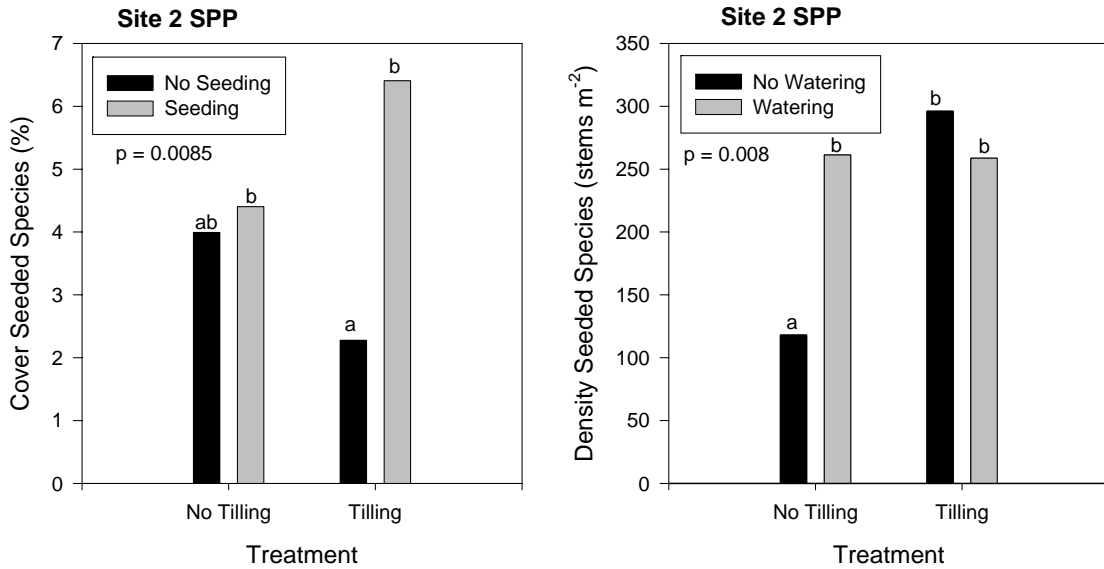 Site 2 SPP
7
6
5
4
3
2
1
0
Cover Seeded Species (%)
No Seeding
Seeding
p = 0.0085
ab
b
a
b
No Tilling
Tilling
Treatment
Site 2 SPP
350
300
250
200
150
100
50
0
Density Seeded Species (stems m⁻²)
No Watering
Watering
p = 0.008
a
b
b
b
No Tilling
Tilling
Treatment